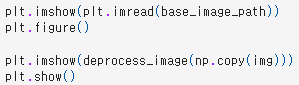 plt.imshow(plt.imread(base_image_path))
plt.figure()
plt.imshow(deprocess_image(np.copy(img)))
plt.show()